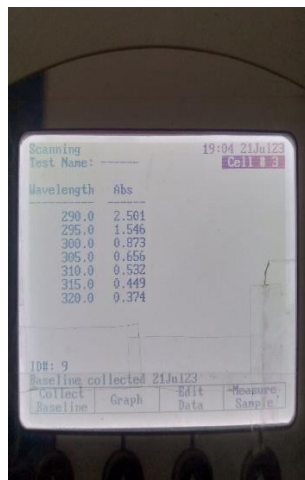 Scanning 19:04 21Jul23
Test Name: ------- Cell # 3
Wavelength Abs
290.0 2.501
295.0 1.546
300.0 0.873
305.0 0.656
310.0 0.532
315.0 0.449
320.0 0.374
ID#: 9
Baseline collected 21Jul23
Collect Graph Edit Measure
Baseline Data Sample